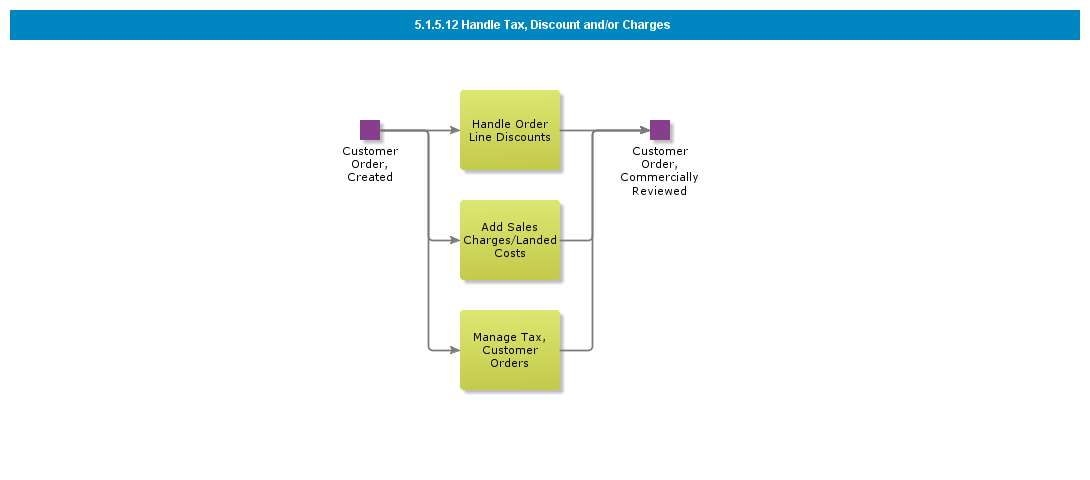 5.1.5.12 Handle Tax, Discount and/or Charges
Handle Order
Line Discounts
Customer
Order,
Created
Customer
Order,
Commercially
Reviewed
Add Sales
Charges/Landed
Costs
Manage Tax,
Customer
Orders